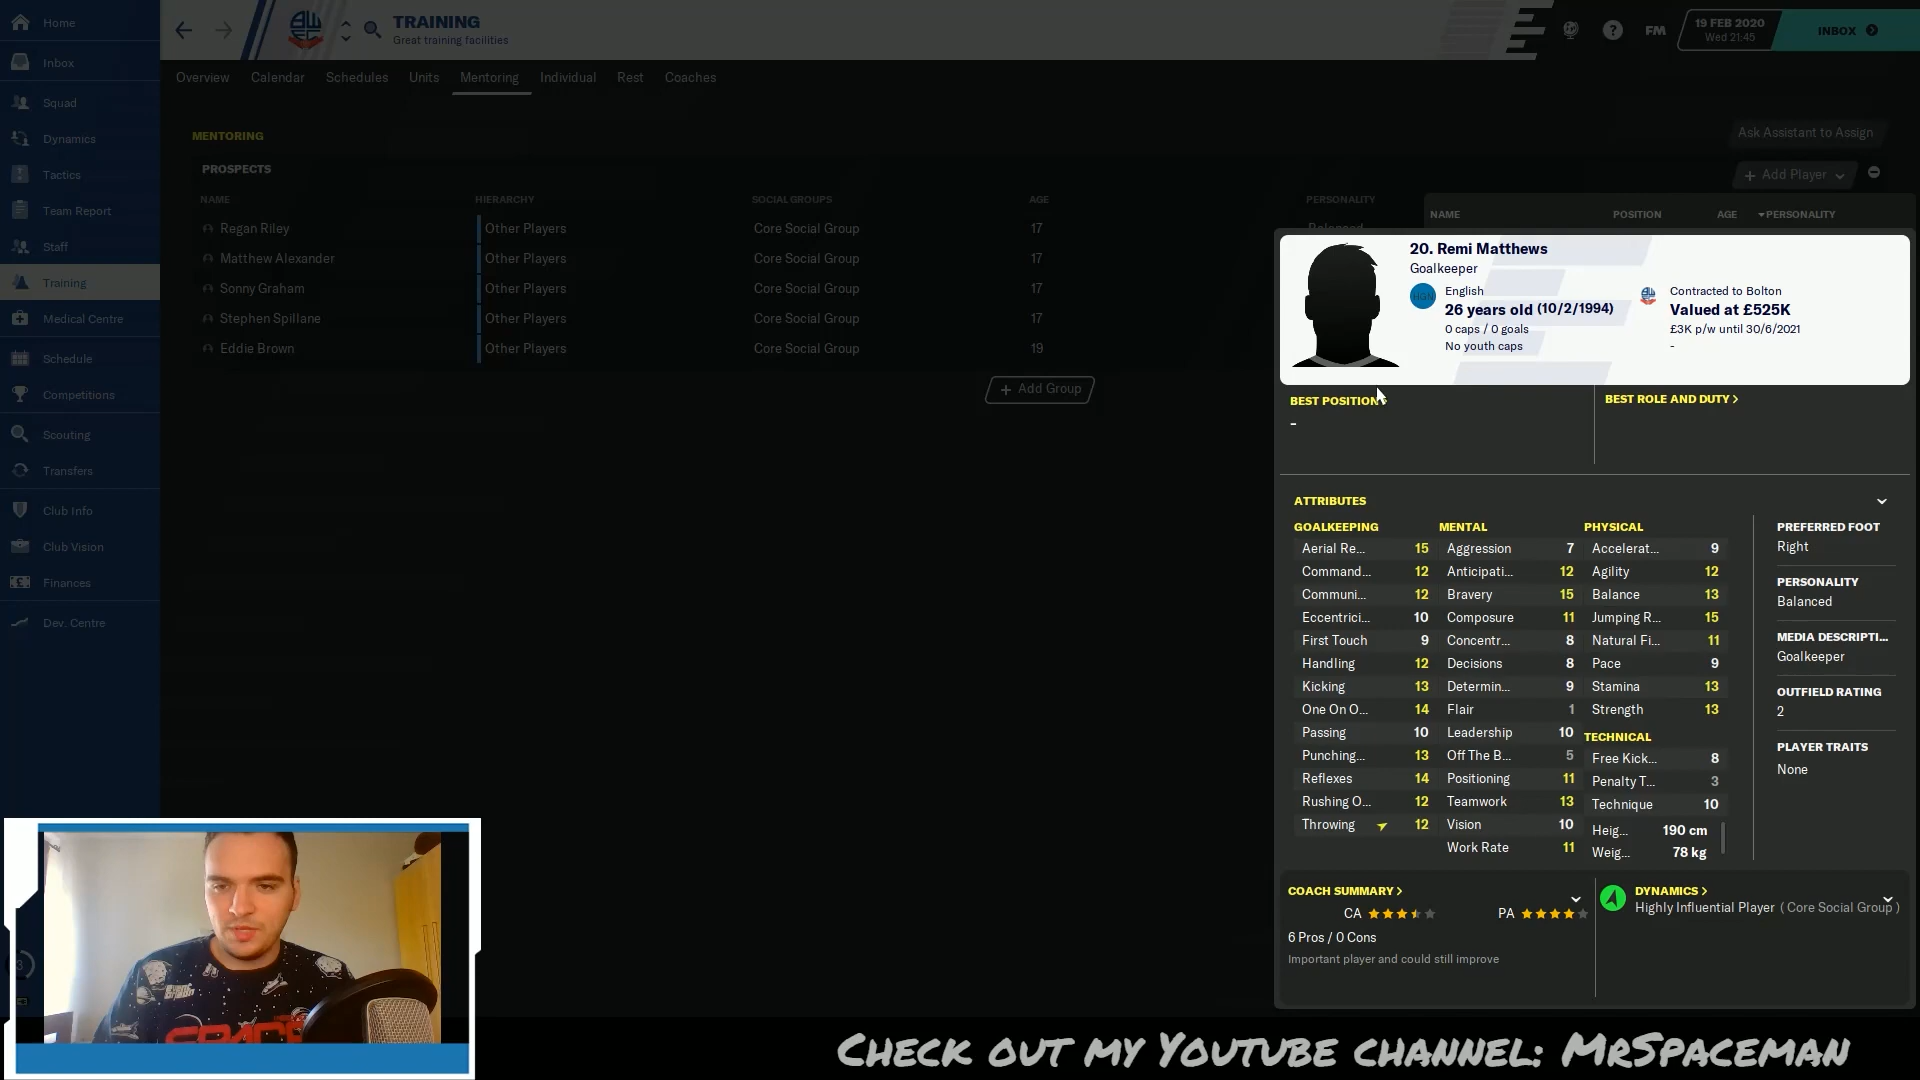 Home
Inbox
Squad
Dynamics
Tactics
Team Report
Staff
Training
Medical Centre
Schedule
Competitions
Scouting
Transfers
Club Info
Club Vision
Finances
Dev. Centre
TRAINING
Great training facilities
FM
19 FEB 2020
Wed 21:45
INBOX
Overview Calendar Schedules Units Mentoring Individual Rest Coaches
MENTORING
Ask Assistant to Assign
PROSPECTS
Add Player
NAME HIERARCHY SOCIAL GROUPS AGE PERSONALITY
Regan Riley Other Players Core Social Group 17 Balanced
Matthew Alexander Other Players Core Social Group 17
Sonny Graham Other Players Core Social Group 17
Stephen Spillane Other Players Core Social Group 17
Eddie Brown Other Players Core Social Group 19
+ Add Group
NAME POSITION AGE PERSONALITY
20. Remi Matthews
Goalkeeper
HGN
English
26 years old (10/2/1994)
0 caps / 0 goals
No youth caps
Contracted to Bolton
Valued at £525K
£3K p/w until 30/6/2021
-
BEST POSITION
-
BEST ROLE AND DUTY >
ATTRIBUTES
GOALKEEPING
Aerial Re... 15
Command... 12
Communi... 12
Eccentrici... 10
First Touch 9
Handling 12
Kicking 13
One On O... 14
Passing 10
Punching... 13
Reflexes 14
Rushing O... 12
Throwing 12
MENTAL
Aggression 7
Anticipati... 12
Bravery 15
Composure 11
Concentr... 8
Decisions 8
Determin... 9
Flair 1
Leadership 10
Off The B... 5
Positioning 11
Teamwork 13
Vision 10
Work Rate 11
PHYSICAL
Accelerat... 9
Agility 12
Balance 13
Jumping R... 15
Natural Fi... 11
Pace 9
Stamina 13
Strength 13
TECHNICAL
Free Kick... 8
Penalty T... 3
Technique 10
Heig... 190 cm
Weig... 78 kg
PREFERRED FOOT
Right
PERSONALITY
Balanced
MEDIA DESCRIPTI...
Goalkeeper
OUTFIELD RATING
2
PLAYER TRAITS
None
COACH SUMMARY >
CA PA
6 Pros / 0 Cons
Important player and could still improve
DYNAMICS >
Highly Influential Player ( Core Social Group )
SPACE
Check out my Youtube channel: MrSpaceman